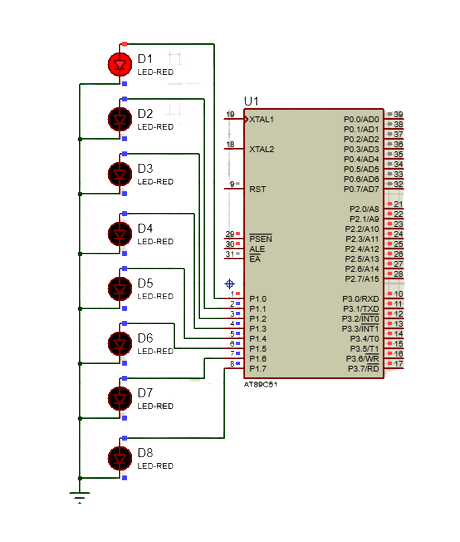 D1
LED-RED
D2
LED-RED
D3
LED-RED
D4
LED-RED
D5
LED-RED
D6
LED-RED
D7
LED-RED
D8
LED-RED
U1
19 XTAL1
18 XTAL2
9 RST
29 PSEN
30 ALE
31 EA
1 P1.0
2 P1.1
3 P1.2
4 P1.3
5 P1.4
6 P1.5
7 P1.6
8 P1.7
P0.0/AD0 39
P0.1/AD1 38
P0.2/AD2 37
P0.3/AD3 36
P0.4/AD4 35
P0.5/AD5 34
P0.6/AD6 33
P0.7/AD7 32
P2.0/A8 21
P2.1/A9 22
P2.2/A10 23
P2.3/A11 24
P2.4/A12 25
P2.5/A13 26
P2.6/A14 27
P2.7/A15 28
P3.0/RXD 10
P3.1/TXD 11
P3.2/INT0 12
P3.3/INT1 13
P3.4/T0 14
P3.5/T1 15
P3.6/WR 16
P3.7/RD 17
AT89C51